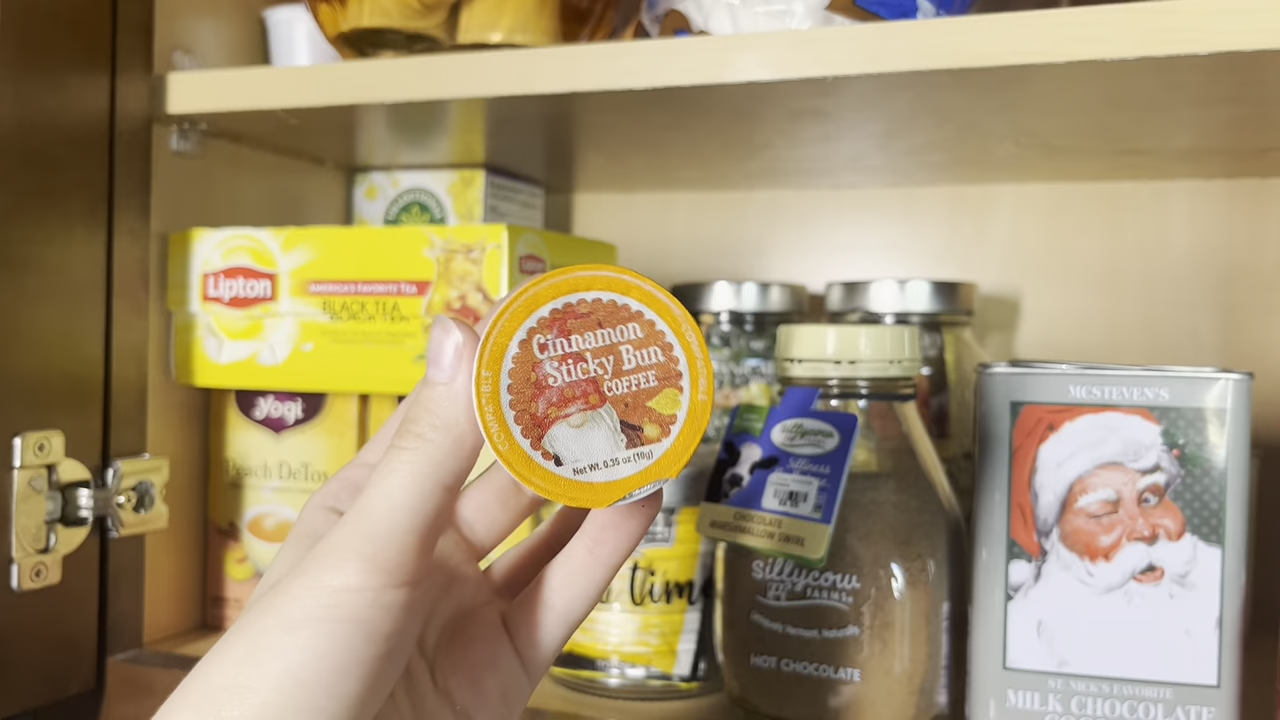 Lipton
AMERICA'S FAVORITE TEA
BLACK TEA
yogi
Peach DeTox
Cinnamon
Sticky Bun
COFFEE
Net Wt. 0.35 oz (10g)
COMPATIBLE
time
Sillycow
CHOCOLATE
MARSHMALLOW SWIRL
Sillycow
FARMS
HOT CHOCOLATE
MCSTEVEN'S
ST. NICK'S FAVORITE
MILK CHOCOLATE